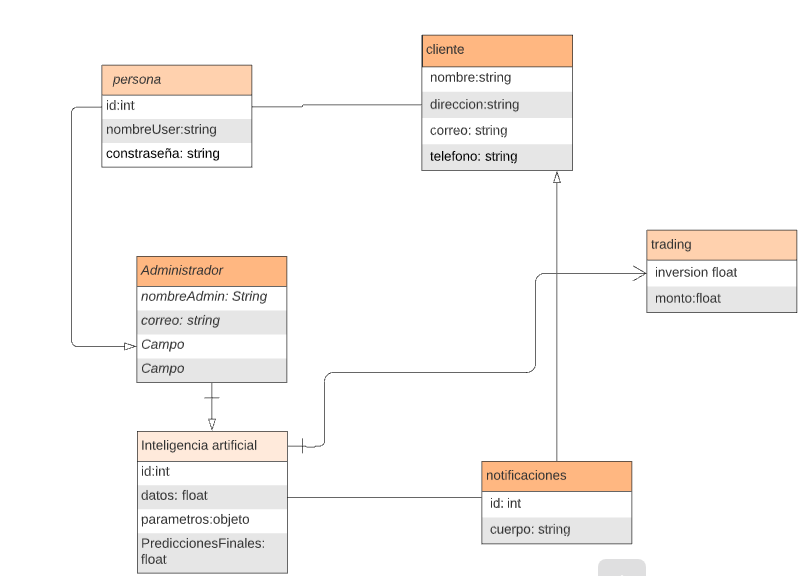 cliente
nombre:string
direccion:string
correo: string
telefono: string
persona
id:int
nombreUser:string
constraseña: string
trading
inversion float
monto:float
Administrador
nombreAdmin: String
correo: string
Campo
Campo
Inteligencia artificial
id:int
datos: float
parametros:objeto
PrediccionesFinales:
float
notificaciones
id: int
cuerpo: string